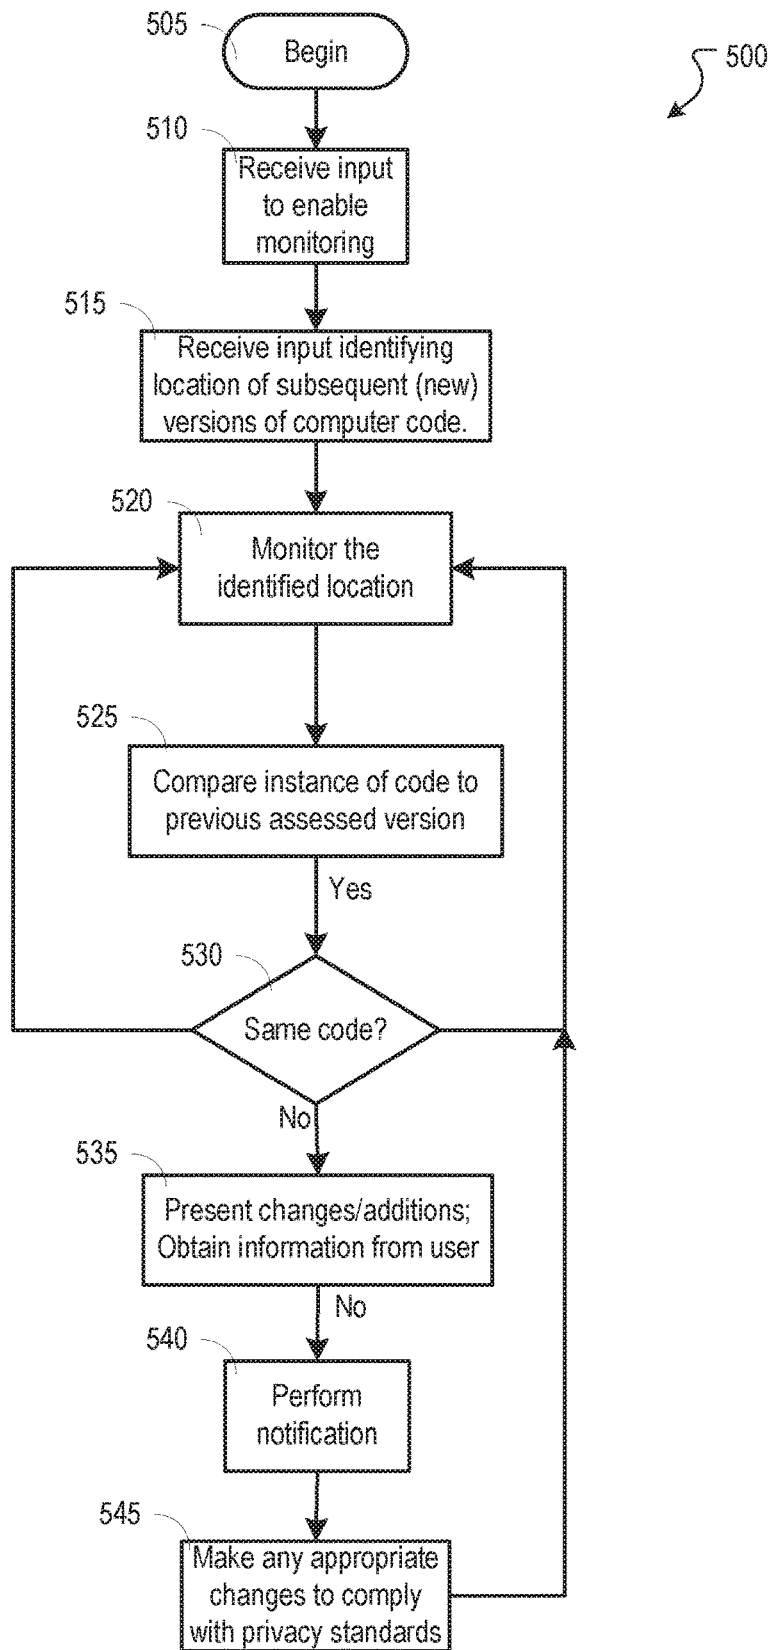 505
Begin
500
510
Receive input
to enable
monitoring
515
Receive input identifying
location of subsequent (new)
versions of computer code.
520
Monitor the
identified location
525
Compare instance of code to
previous assessed version
Yes
530
Same code?
No
535
Present changes/additions;
Obtain information from user
No
540
Perform
notification
545
Make any appropriate
changes to comply
with privacy standards